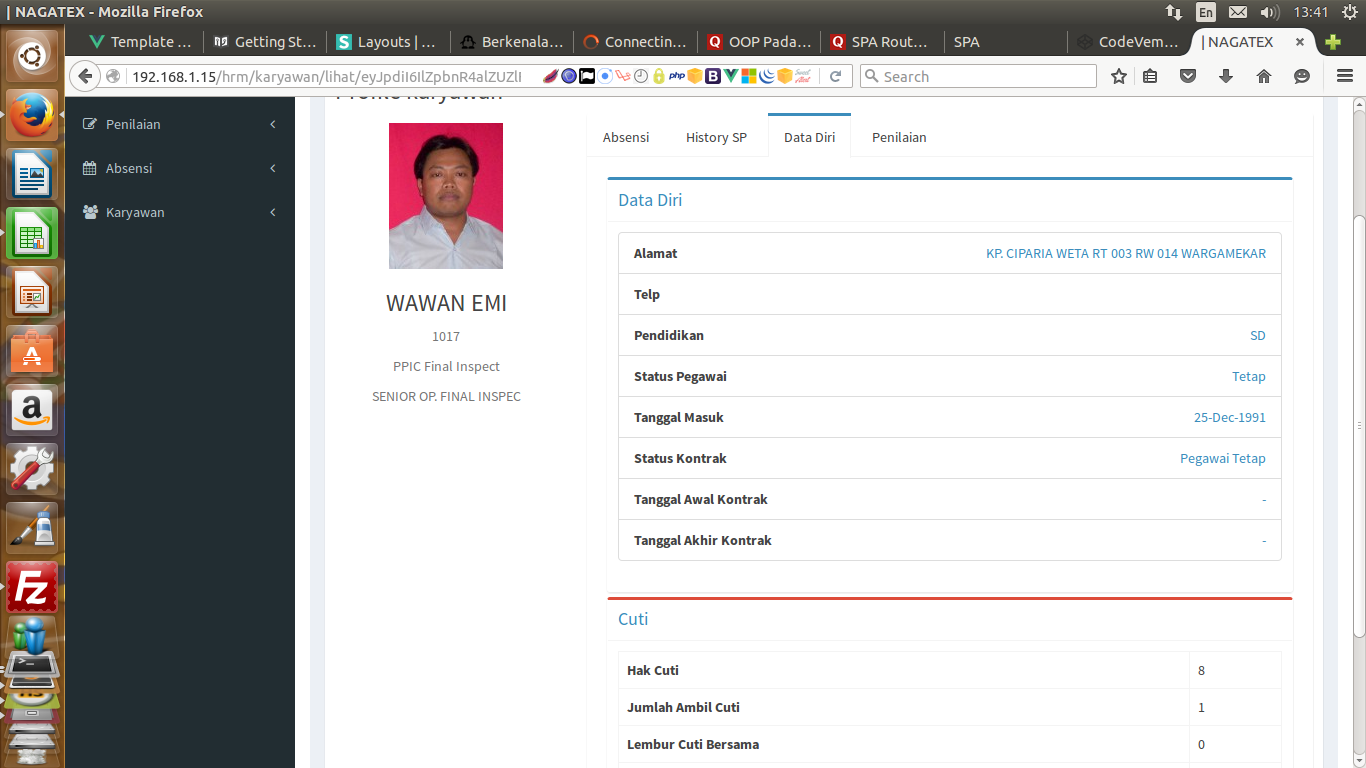 | NAGATEX - Mozilla Firefox
En
13:41
Template ...
Getting St...
Layouts | ...
Berkenala...
Connectin...
OOP Pada...
SPA Rout...
SPA
CodeVem...
| NAGATEX
192.168.1.15/hrm/karyawan/lihat/eyJpdiI6IlZpbnR4alZUZlI
php
Search
Penilaian
Absensi
Karyawan
Absensi
History SP
Data Diri
Penilaian
WAWAN EMI
1017
PPIC Final Inspect
SENIOR OP. FINAL INSPEC
Data Diri
Alamat KP. CIPARIA WETA RT 003 RW 014 WARGAMEKAR
Telp
Pendidikan SD
Status Pegawai Tetap
Tanggal Masuk 25-Dec-1991
Status Kontrak Pegawai Tetap
Tanggal Awal Kontrak -
Tanggal Akhir Kontrak -
Cuti
Hak Cuti 8
Jumlah Ambil Cuti 1
Lembur Cuti Bersama 0